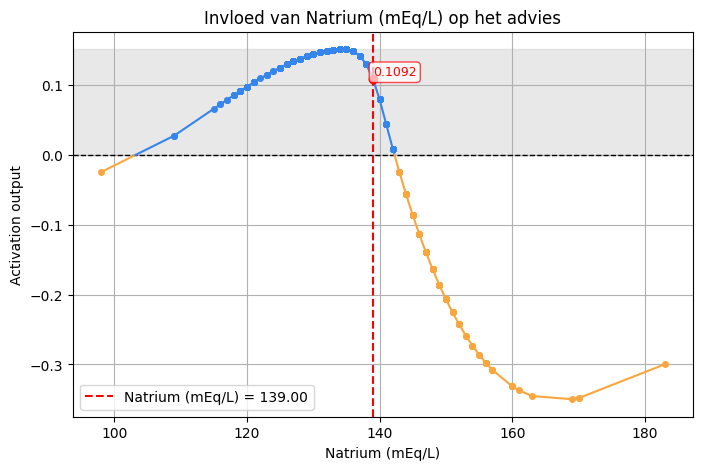 Invloed van Natrium (mEq/L) op het advies
Activation output
0.1
0.0
−0.1
−0.2
−0.3
0.1092
Natrium (mEq/L) = 139.00
100
120
140
160
180
Natrium (mEq/L)